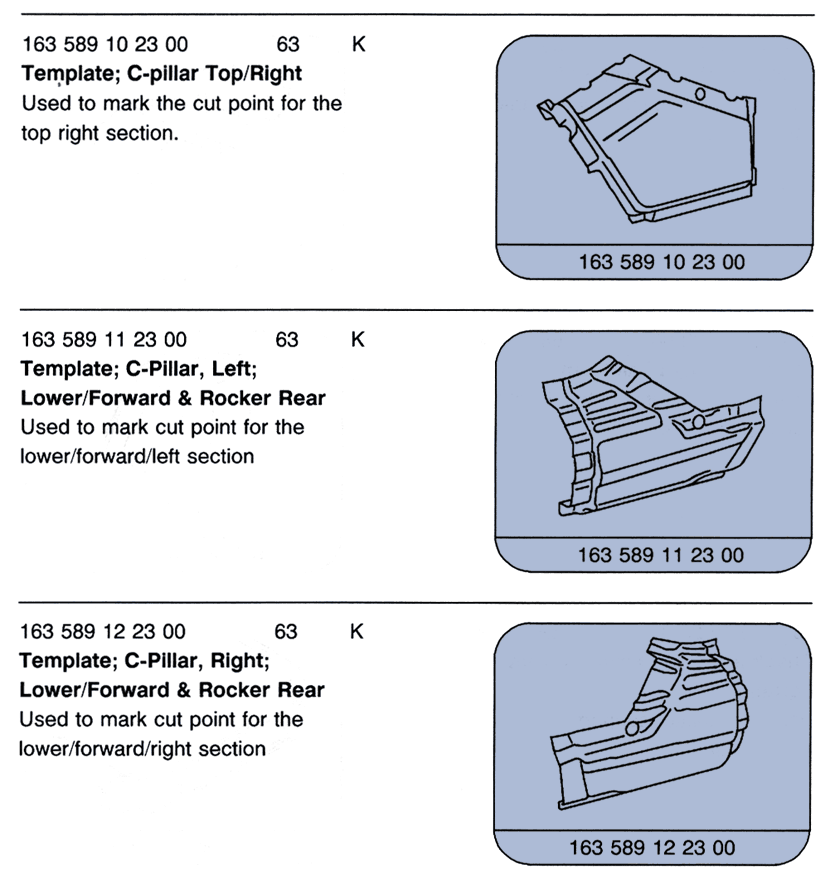 163 589 10 23 00 63 K
Template; C-pillar Top/Right
Used to mark the cut point for the
top right section.
163 589 10 23 00
163 589 11 23 00 63 K
Template; C-Pillar, Left;
Lower/Forward & Rocker Rear
Used to mark cut point for the
lower/forward/left section
163 589 11 23 00
163 589 12 23 00 63 K
Template; C-Pillar, Right;
Lower/Forward & Rocker Rear
Used to mark cut point for the
lower/forward/right section
163 589 12 23 00